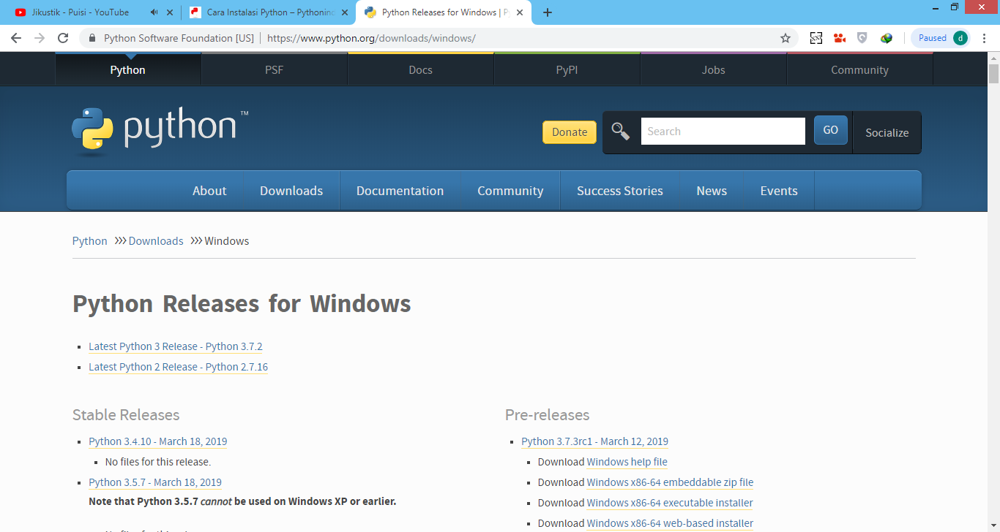 Jikustik - Puisi - YouTube
Cara Instalasi Python – Pythonind
Python Releases for Windows | Py
Python Software Foundation [US] | https://www.python.org/downloads/windows/
Paused d
Python PSF Docs PyPI Jobs Community
python™
Donate Search GO Socialize
About Downloads Documentation Community Success Stories News Events
Python >>> Downloads >>> Windows
Python Releases for Windows
Latest Python 3 Release - Python 3.7.2
Latest Python 2 Release - Python 2.7.16
Stable Releases
Python 3.4.10 - March 18, 2019
No files for this release.
Python 3.5.7 - March 18, 2019
Note that Python 3.5.7 cannot be used on Windows XP or earlier.
Pre-releases
Python 3.7.3rc1 - March 12, 2019
Download Windows help file
Download Windows x86-64 embeddable zip file
Download Windows x86-64 executable installer
Download Windows x86-64 web-based installer